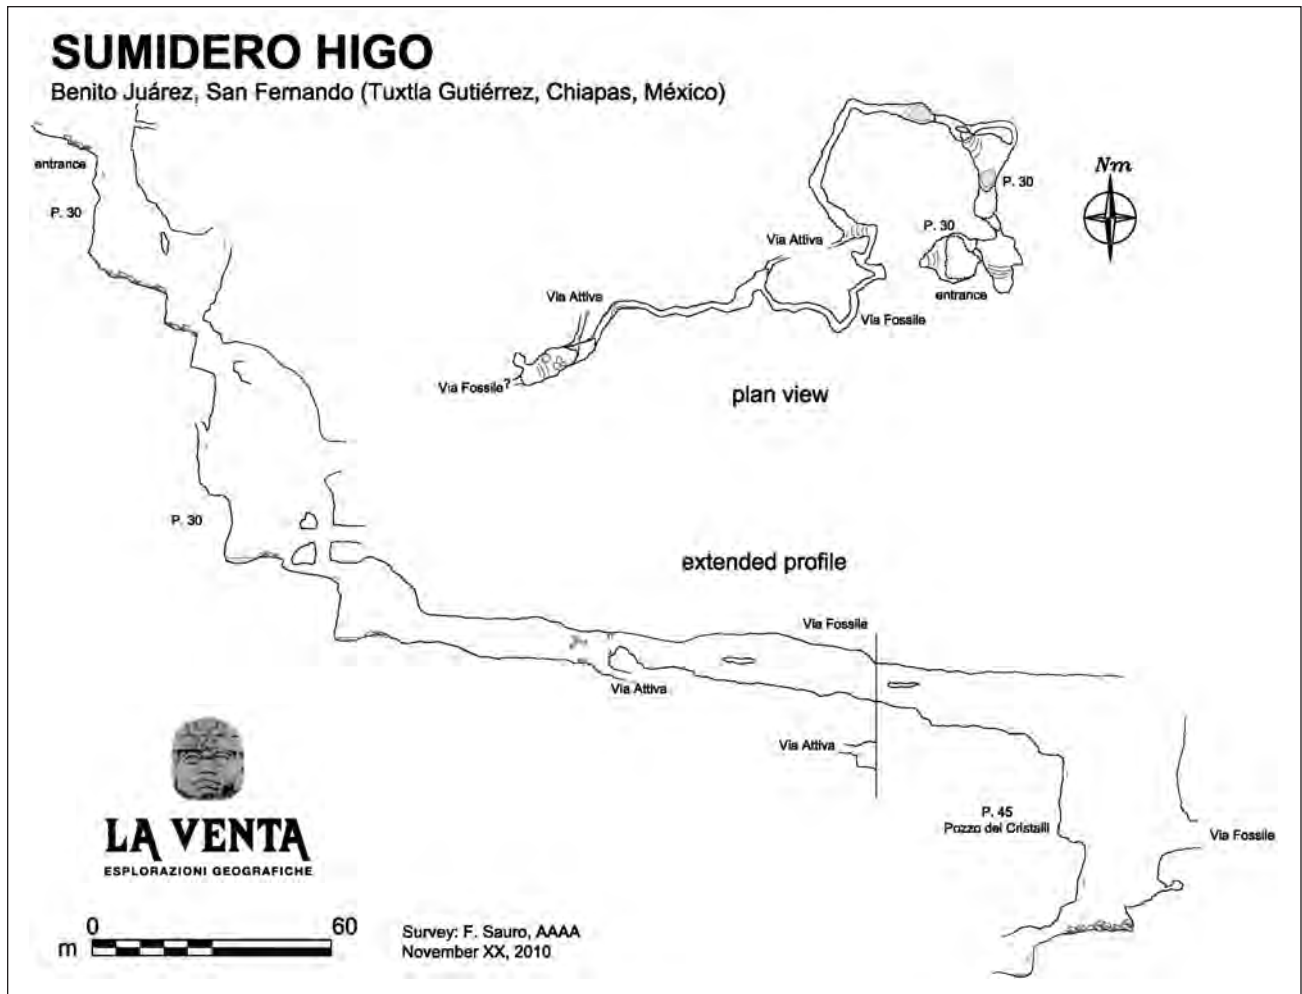 SUMIDERO HIGO
Benito Juárez, San Fernando (Tuxtla Gutiérrez, Chiapas, México)
entrance
P. 30
P. 30
Nm
P. 30
P. 30
Via Attiva
entrance
Via Attiva
Via Fossile
Via Fossile?
plan view
extended profile
Via Fossile
Via Attiva
Via Attiva
P. 45
Pozzo dei Cristalli
Via Fossile
LA VENTA
ESPLORAZIONI GEOGRAFICHE
0 60
m
Survey: F. Sauro, AAAA
November XX, 2010